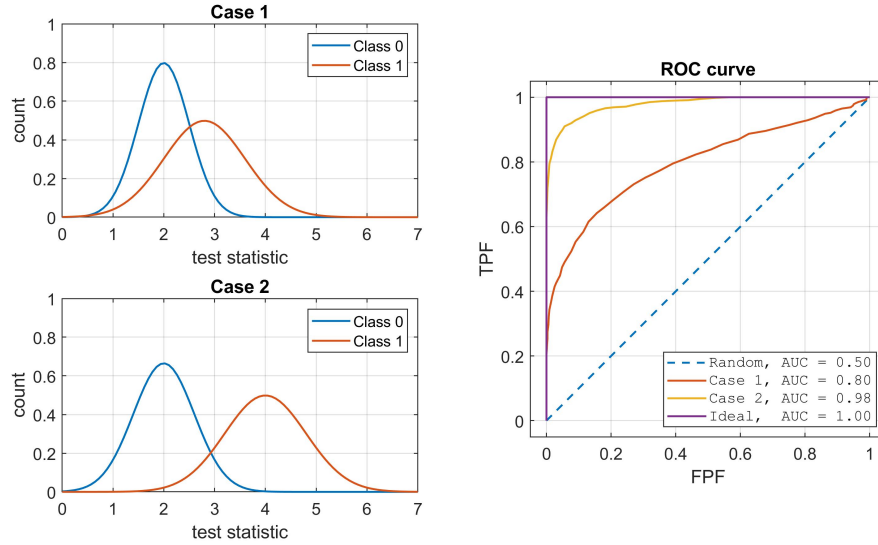 Case 1
1
0.8
0.6
0.4
0.2
0
count
Class 0
Class 1
0 1 2 3 4 5 6 7
test statistic
Case 2
1
0.8
0.6
0.4
0.2
0
count
Class 0
Class 1
0 1 2 3 4 5 6 7
test statistic
ROC curve
1
0.8
0.6
0.4
0.2
0
TPF
Random, AUC = 0.50
Case 1, AUC = 0.80
Case 2, AUC = 0.98
Ideal, AUC = 1.00
0 0.2 0.4 0.6 0.8 1
FPF